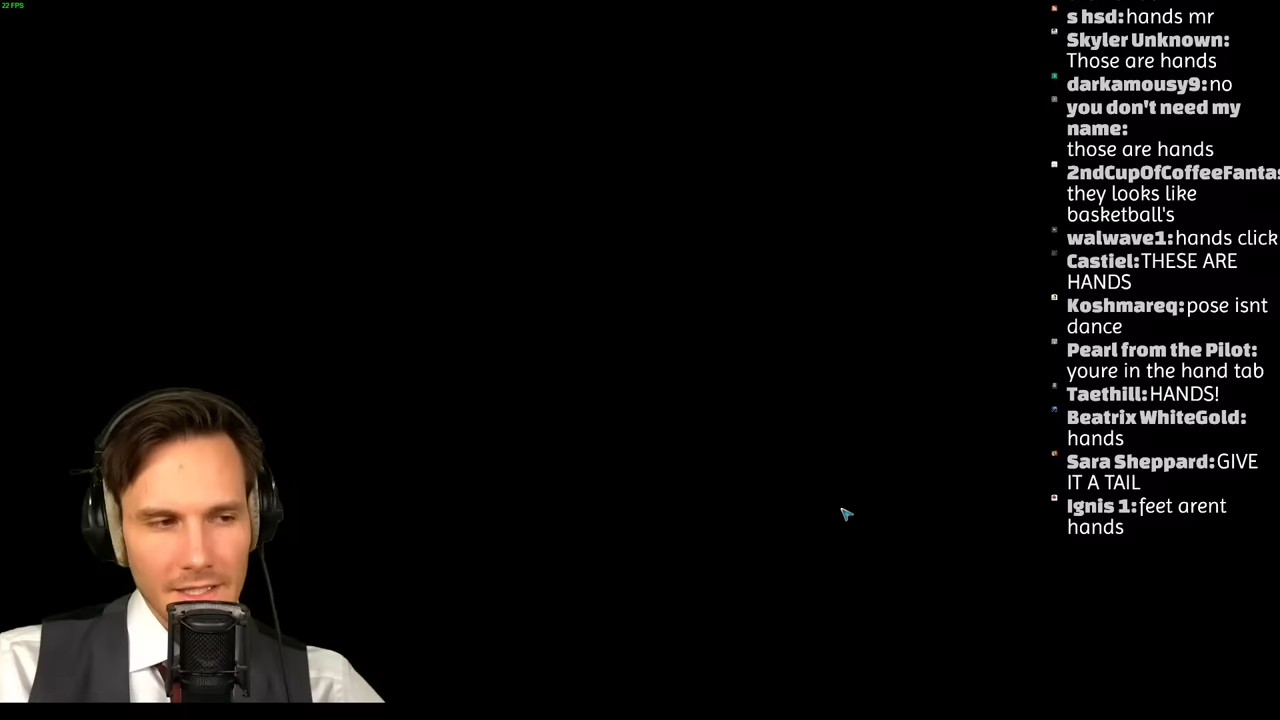 22 FPS
s hsd: hands mr
Skyler Unknown:
Those are hands
darkamousy9: no
you don't need my
name:
those are hands
2ndCupOfCoffeeFantas
they looks like
basketball's
walwave1: hands click
Castiel: THESE ARE
HANDS
Koshmareq: pose isnt
dance
Pearl from the Pilot:
youre in the hand tab
Taethill: HANDS!
Beatrix WhiteGold:
hands
Sara Sheppard: GIVE
IT A TAIL
Ignis 1: feet arent
hands